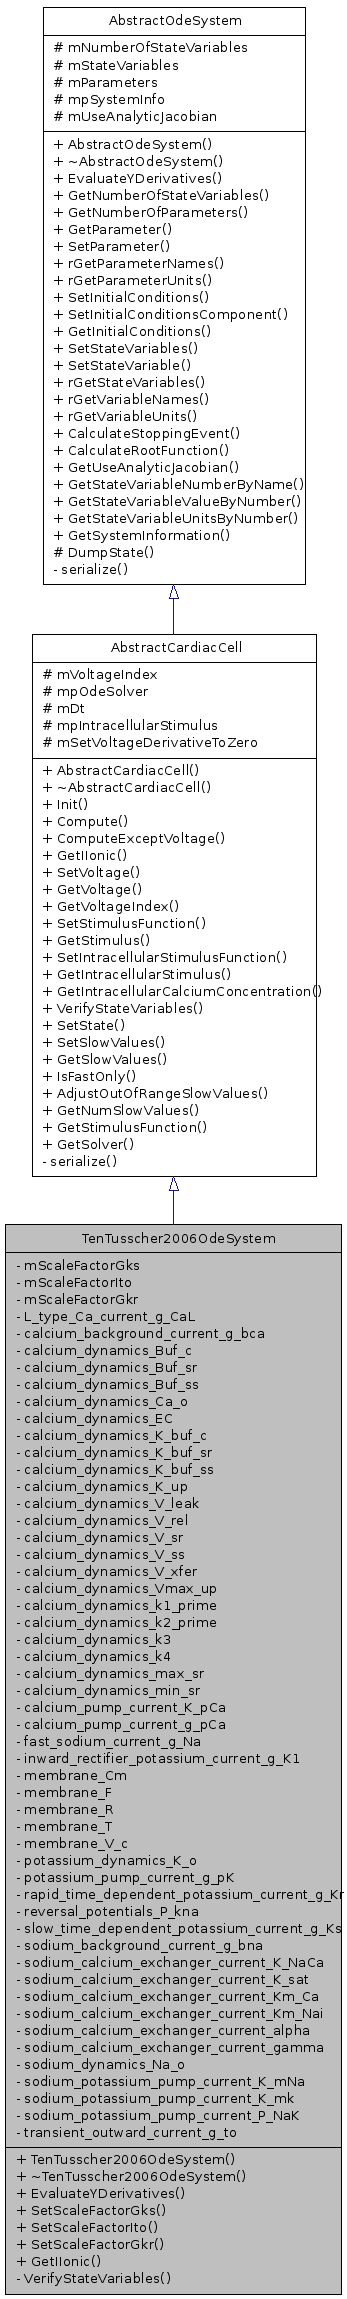 AbstractOdeSystem
# mNumberOfStateVariables
# mStateVariables
# mParameters
# mpSystemInfo
# mUseAnalyticJacobian
+ AbstractOdeSystem()
+ ~AbstractOdeSystem()
+ EvaluateYDerivatives()
+ GetNumberOfStateVariables()
+ GetNumberOfParameters()
+ GetParameter()
+ SetParameter()
+ rGetParameterNames()
+ rGetParameterUnits()
+ SetInitialConditions()
+ SetInitialConditionsComponent()
+ GetInitialConditions()
+ SetStateVariables()
+ SetStateVariable()
+ rGetStateVariables()
+ rGetVariableNames()
+ rGetVariableUnits()
+ CalculateStoppingEvent()
+ CalculateRootFunction()
+ GetUseAnalyticJacobian()
+ GetStateVariableNumberByName()
+ GetStateVariableValueByNumber()
+ GetStateVariableUnitsByNumber()
+ GetSystemInformation()
# DumpState()
- serialize()
AbstractCardiacCell
# mVoltageIndex
# mpOdeSolver
# mDt
# mpIntracellularStimulus
# mSetVoltageDerivativeToZero
+ AbstractCardiacCell()
+ ~AbstractCardiacCell()
+ Init()
+ Compute()
+ ComputeExceptVoltage()
+ GetIIonic()
+ SetVoltage()
+ GetVoltage()
+ GetVoltageIndex()
+ SetStimulusFunction()
+ GetStimulus()
+ SetIntracellularStimulusFunction()
+ GetIntracellularStimulus()
+ GetIntracellularCalciumConcentration()
+ VerifyStateVariables()
+ SetState()
+ SetSlowValues()
+ GetSlowValues()
+ IsFastOnly()
+ AdjustOutOfRangeSlowValues()
+ GetNumSlowValues()
+ GetStimulusFunction()
+ GetSolver()
- serialize()
TenTusscher2006OdeSystem
- mScaleFactorGks
- mScaleFactorIto
- mScaleFactorGkr
- L_type_Ca_current_g_CaL
- calcium_background_current_g_bca
- calcium_dynamics_Buf_c
- calcium_dynamics_Buf_sr
- calcium_dynamics_Buf_ss
- calcium_dynamics_Ca_o
- calcium_dynamics_EC
- calcium_dynamics_K_buf_c
- calcium_dynamics_K_buf_sr
- calcium_dynamics_K_buf_ss
- calcium_dynamics_K_up
- calcium_dynamics_V_leak
- calcium_dynamics_V_rel
- calcium_dynamics_V_sr
- calcium_dynamics_V_ss
- calcium_dynamics_V_xfer
- calcium_dynamics_Vmax_up
- calcium_dynamics_k1_prime
- calcium_dynamics_k2_prime
- calcium_dynamics_k3
- calcium_dynamics_k4
- calcium_dynamics_max_sr
- calcium_dynamics_min_sr
- calcium_pump_current_K_pCa
- calcium_pump_current_g_pCa
- fast_sodium_current_g_Na
- inward_rectifier_potassium_current_g_K1
- membrane_Cm
- membrane_F
- membrane_R
- membrane_T
- membrane_V_c
- potassium_dynamics_K_o
- potassium_pump_current_g_pK
- rapid_time_dependent_potassium_current_g_Kr
- reversal_potentials_P_kna
- slow_time_dependent_potassium_current_g_Ks
- sodium_background_current_g_bna
- sodium_calcium_exchanger_current_K_NaCa
- sodium_calcium_exchanger_current_K_sat
- sodium_calcium_exchanger_current_Km_Ca
- sodium_calcium_exchanger_current_Km_Nai
- sodium_calcium_exchanger_current_alpha
- sodium_calcium_exchanger_current_gamma
- sodium_dynamics_Na_o
- sodium_potassium_pump_current_K_mNa
- sodium_potassium_pump_current_K_mk
- sodium_potassium_pump_current_P_NaK
- transient_outward_current_g_to
+ TenTusscher2006OdeSystem()
+ ~TenTusscher2006OdeSystem()
+ EvaluateYDerivatives()
+ SetScaleFactorGks()
+ SetScaleFactorIto()
+ SetScaleFactorGkr()
+ GetIIonic()
- VerifyStateVariables()